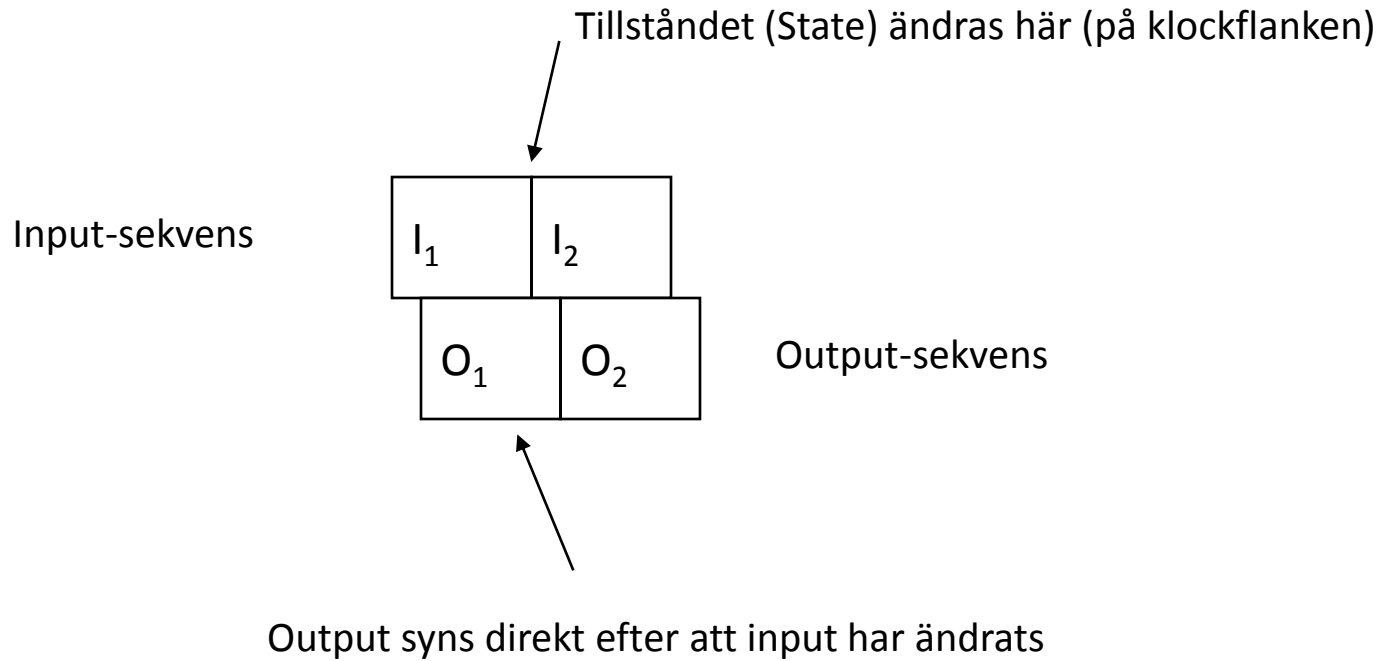 Tillståndet (State) ändras här (på klockflanken)
Input-sekvens
I₁ I₂
O₁ O₂
Output-sekvens
Output syns direkt efter att input har ändrats